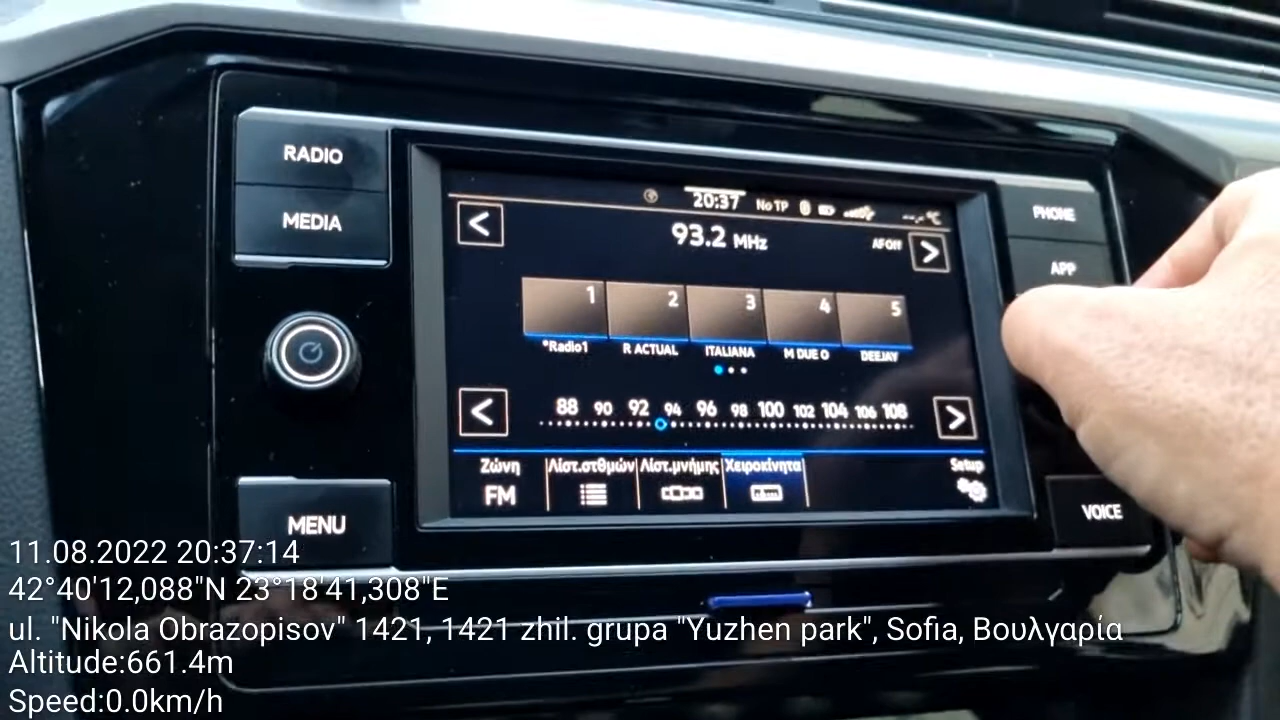 RADIO
MEDIA
MENU
PHONE
APP
VOICE
20:37 No TP
93.2 MHz
AF Off
1 2 3 4 5
*Radio1 R ACTUAL ITALIANA M DUE O DEEJAY
88 90 92 94 96 98 100 102 104 106 108
Ζώνη Λίστ.στθμών Λίστ.μνήμης Χειροκίνητα Setup
FM
11.08.2022 20:37:14
42°40'12,088"N 23°18'41,308"E
ul. "Nikola Obrazopisov" 1421, 1421 zhil. grupa "Yuzhen park", Sofia, Βουλγαρία
Altitude:661.4m
Speed:0.0km/h